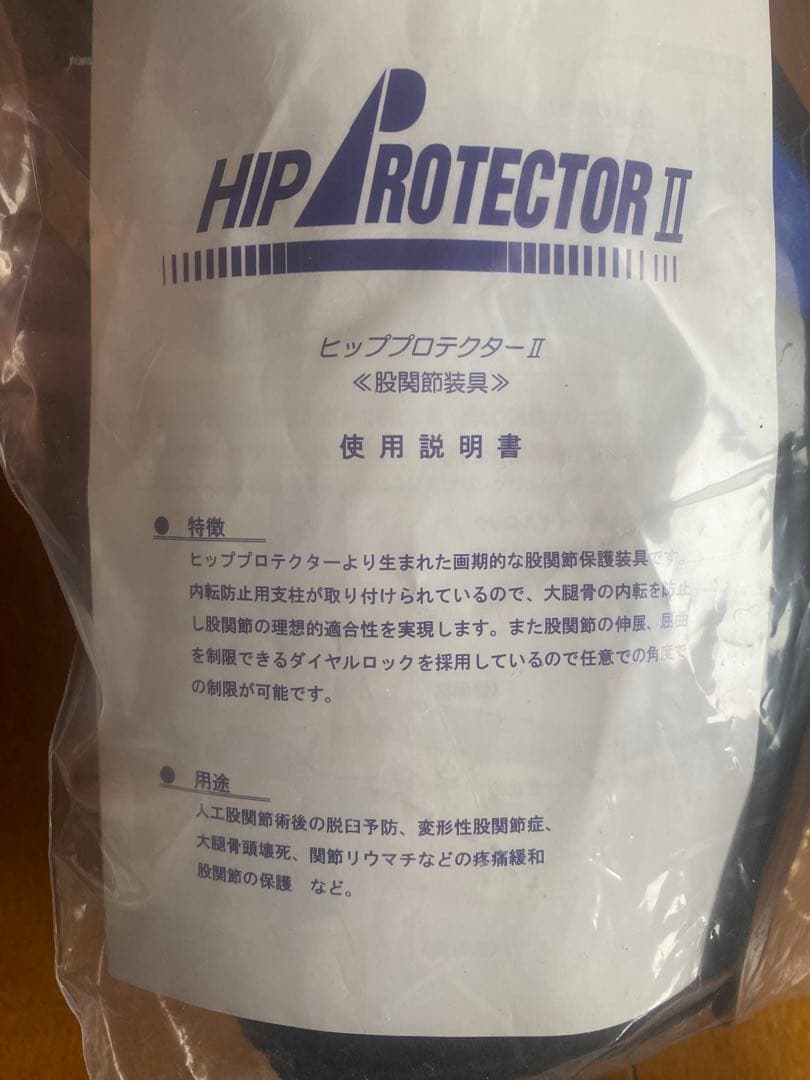 HIP PROTECTOR II
ヒッププロテクターⅡ
≪股関節装具≫
使用説明書
● 特徴
ヒッププロテクターより生まれた画期的な股関節保護装具です。
内転防止用支柱が取り付けられているので、大腿骨の内転を防止
し股関節の理想的適合性を実現します。また股関節の伸展、屈曲
を制限できるダイヤルロックを採用しているので任意での角度で
の制限が可能です。
● 用途
人工股関節術後の脱臼予防、変形性股関節症、
大腿骨頭壊死、関節リウマチなどの疼痛緩和
股関節の保護 など。